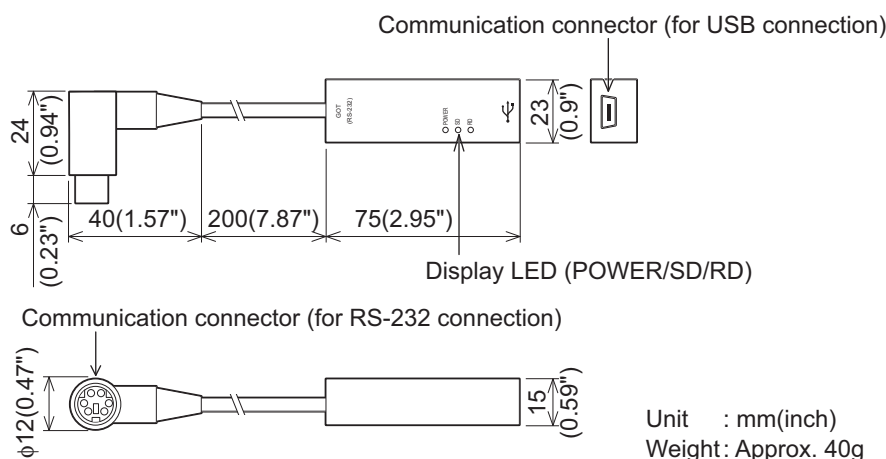 Communication connector (for USB connection)
GOT
(RS-232)
POWER
SD
RD
24
(0.94")
23
(0.9")
6
(0.23")
40(1.57")
200(7.87")
75(2.95")
Display LED (POWER/SD/RD)
Communication connector (for RS-232 connection)
ϕ12(0.47")
15
(0.59")
Unit : mm(inch)
Weight: Approx. 40g